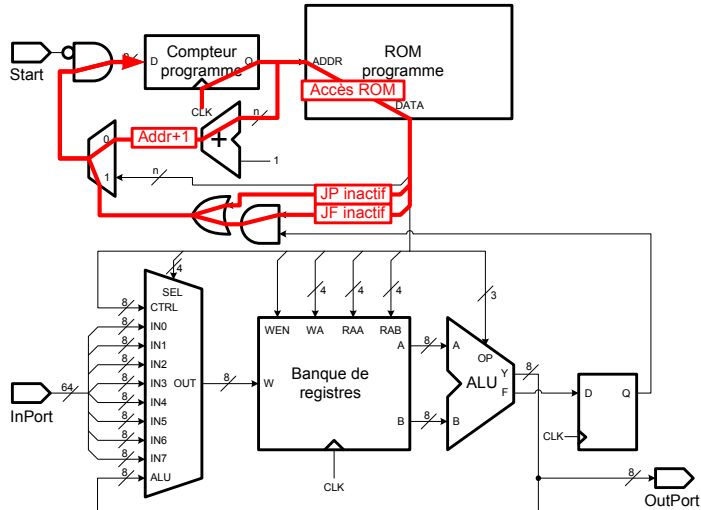 Start
8
D
Compteur
programme
Q
CLK
ADDR
ROM
programme
Accès ROM
DATA
0
Addr+1
+
n
1
1
n
JP inactif
JF inactif
4
SEL
8
CTRL
8
IN0
8
IN1
8
IN2
8
IN3
8
IN4
8
IN5
8
IN6
8
IN7
8
ALU
OUT
InPort
64
8
W
WEN
4
WA
4
RAA
4
RAB
Banque de
registres
A
B
CLK
8
8
A
B
3
OP
ALU
Y
F
8
D
Q
CLK
8
OutPort